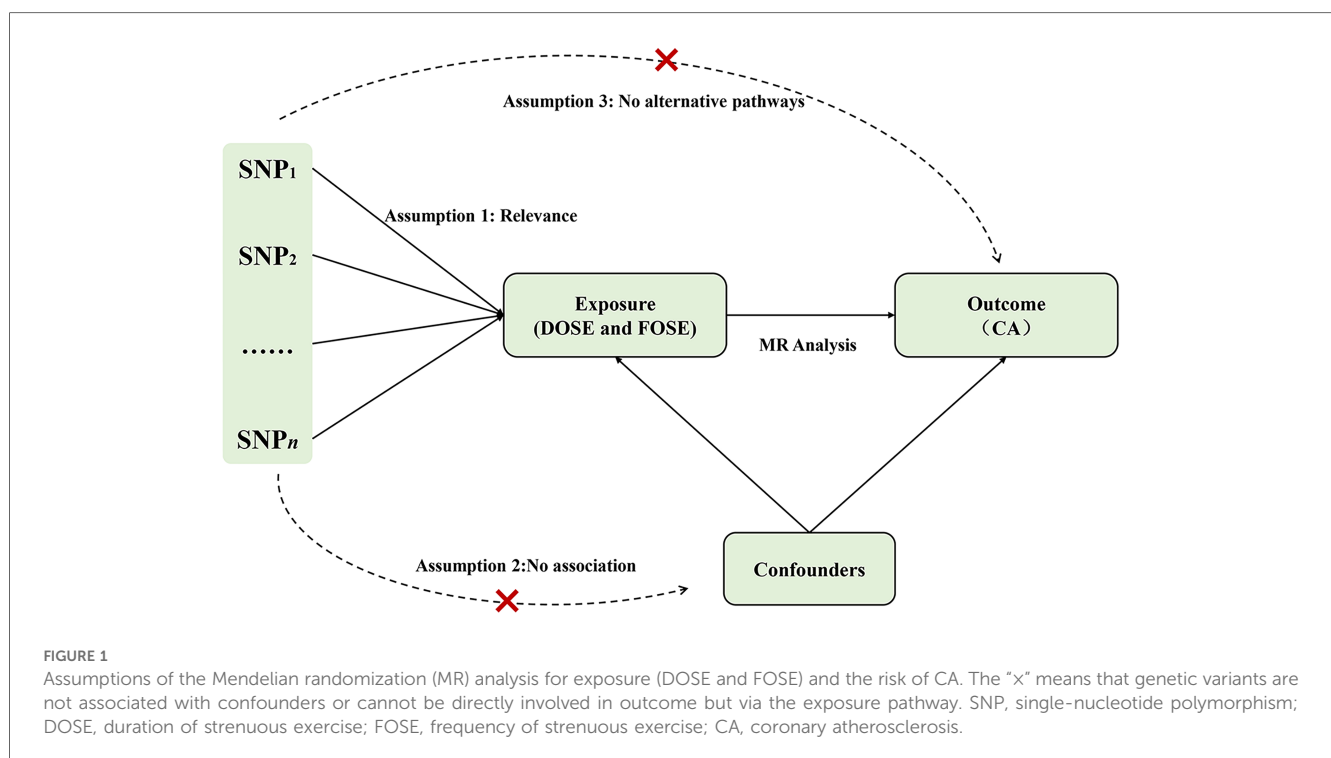 Assumption 3: No alternative pathways
SNP1
Assumption 1: Relevance
SNP2
Exposure
(DOSE and FOSE)
Outcome
（CA）
MR Analysis
……
SNPn
Assumption 2:No association
Confounders
FIGURE 1
Assumptions of the Mendelian randomization (MR) analysis for exposure (DOSE and FOSE) and the risk of CA. The “×” means that genetic variants are
not associated with confounders or cannot be directly involved in outcome but via the exposure pathway. SNP, single-nucleotide polymorphism;
DOSE, duration of strenuous exercise; FOSE, frequency of strenuous exercise; CA, coronary atherosclerosis.